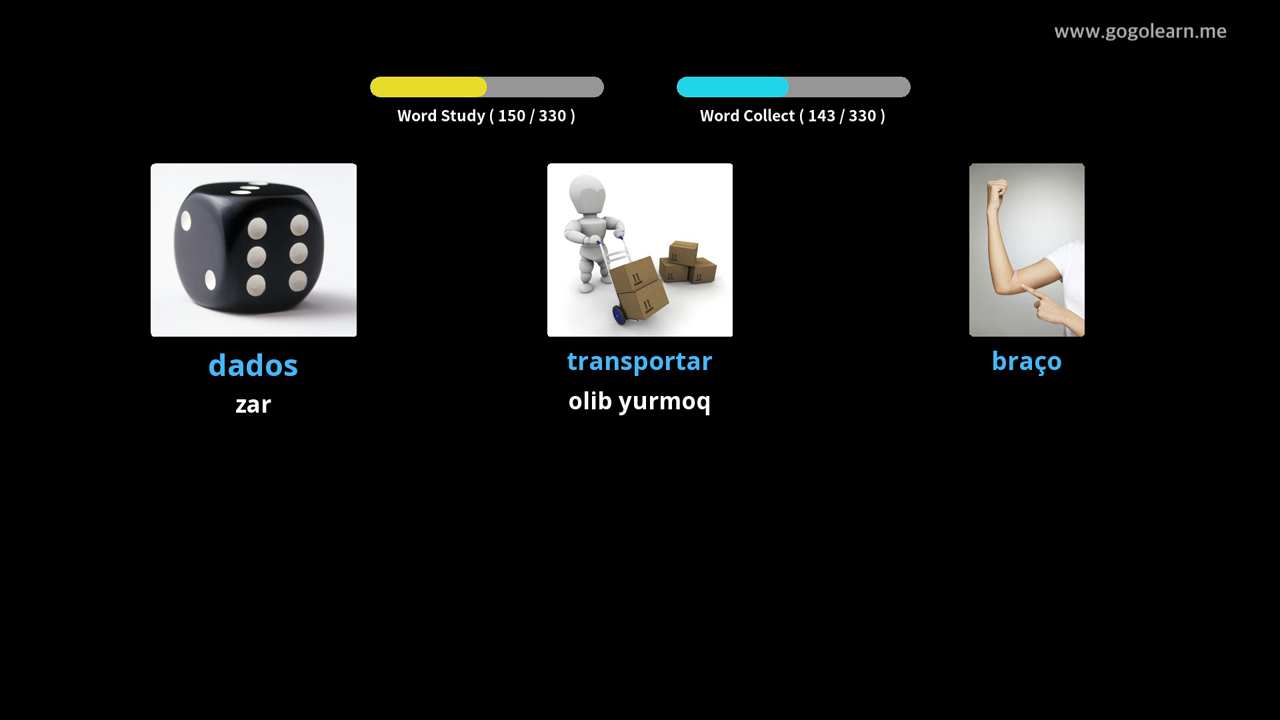 www.gogolearn.me
Word Study ( 150 / 330 )
Word Collect ( 143 / 330 )
dados
zar
transportar
olib yurmoq
braço